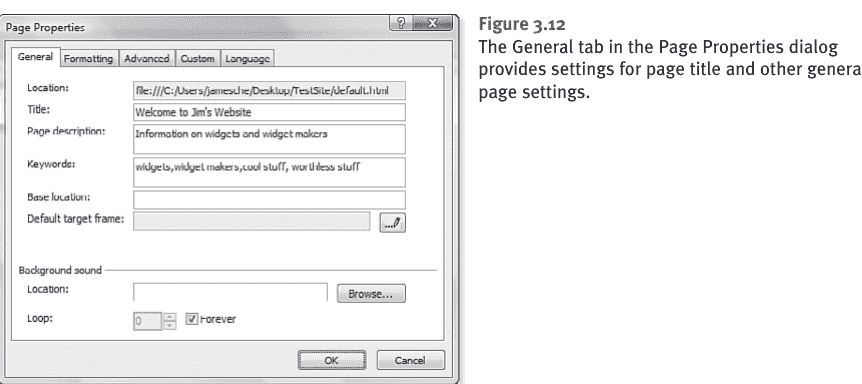 Page Properties
General Formatting Advanced Custom Language
Location: file:///C:/Users/jamesche/Desktop/TestSite/default.html
Title: Welcome to Jim's Website
Page description: Information on widgets and widget makers
Keywords: widgets,widget makers,cool stuff, worthless stuff
Base location:
Default target frame:
Background sound
Location: Browse...
Loop: 0 Forever
OK Cancel
Figure 3.12
The General tab in the Page Properties dialog
provides settings for page title and other genera
page settings.